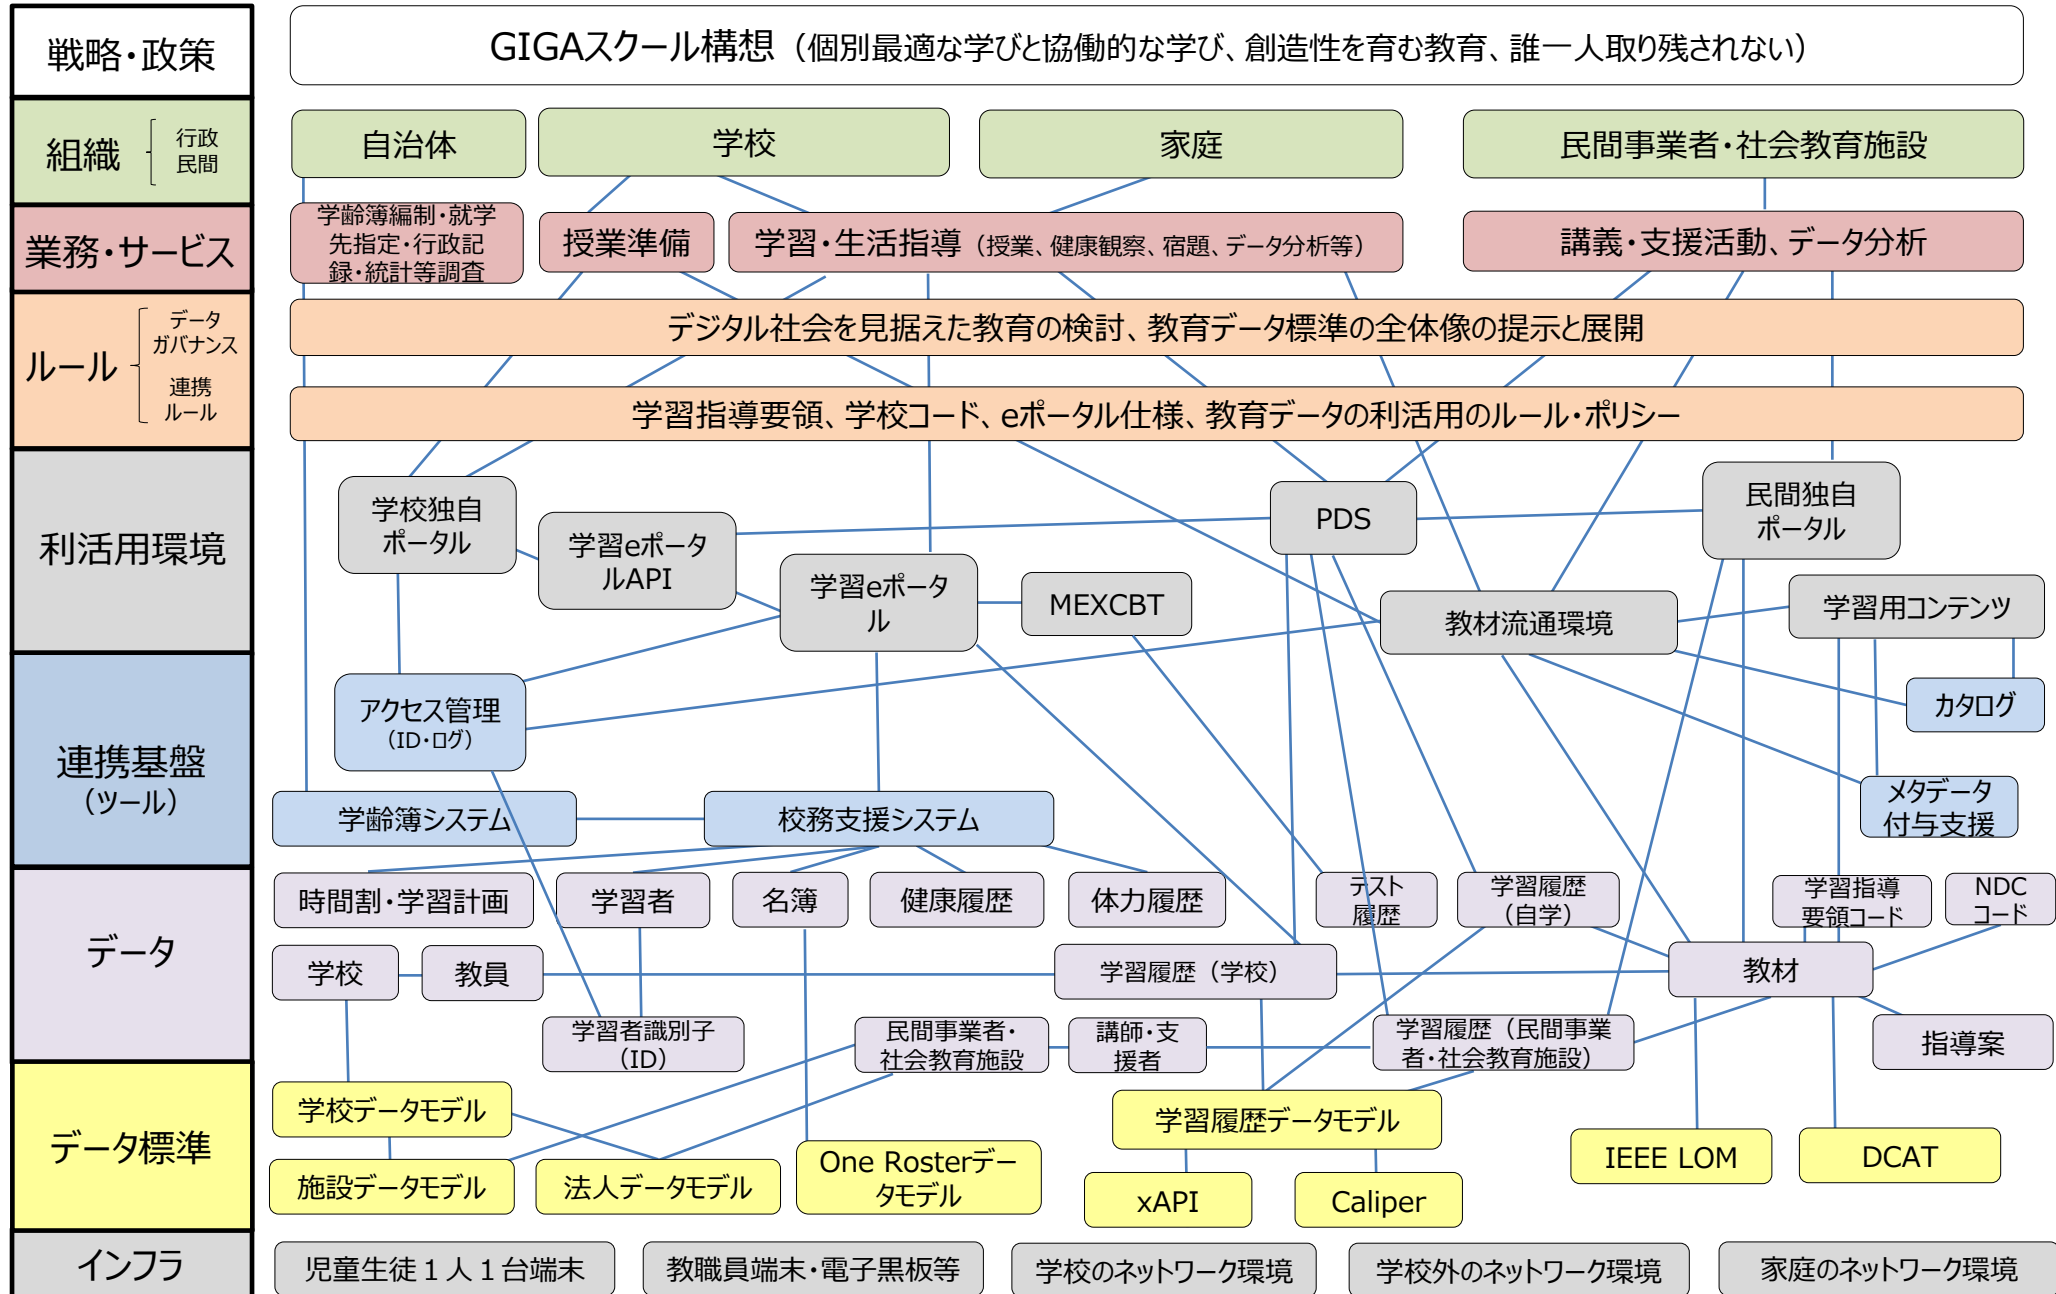 戦略・政策
GIGAスクール構想（個別最適な学びと協働的な学び、創造性を育む教育、誰一人取り残されない）
組織
行政
民間
自治体
学校
家庭
民間事業者・社会教育施設
業務・サービス
学齢簿編制・就学
先指定・行政記
録・統計等調査
授業準備
学習・生活指導（授業、健康観察、宿題、データ分析等）
講義・支援活動、データ分析
ルール
データ
ガバナンス
連携
ルール
デジタル社会を見据えた教育の検討、教育データ標準の全体像の提示と展開
学習指導要領、学校コード、eポータル仕様、教育データの利活用のルール・ポリシー
利活用環境
学校独自
ポータル
学習eポータ
ルAPI
学習eポータ
ル
MEXCBT
PDS
教材流通環境
民間独自
ポータル
学習用コンテンツ
連携基盤
（ツール）
アクセス管理
（ID・ログ）
カタログ
メタデータ
付与支援
学齢簿システム
校務支援システム
データ
時間割・学習計画
学習者
名簿
健康履歴
体力履歴
テスト
履歴
学習履歴
（自学）
学習指導
要領コード
NDC
コード
学校
教員
学習履歴（学校）
教材
学習者識別子
（ID）
民間事業者・
社会教育施設
講師・支
援者
学習履歴（民間事業
者・社会教育施設）
指導案
データ標準
学校データモデル
施設データモデル
法人データモデル
One Rosterデー
タモデル
学習履歴データモデル
xAPI
Caliper
IEEE LOM
DCAT
インフラ
児童生徒１人１台端末
教職員端末・電子黒板等
学校のネットワーク環境
学校外のネットワーク環境
家庭のネットワーク環境